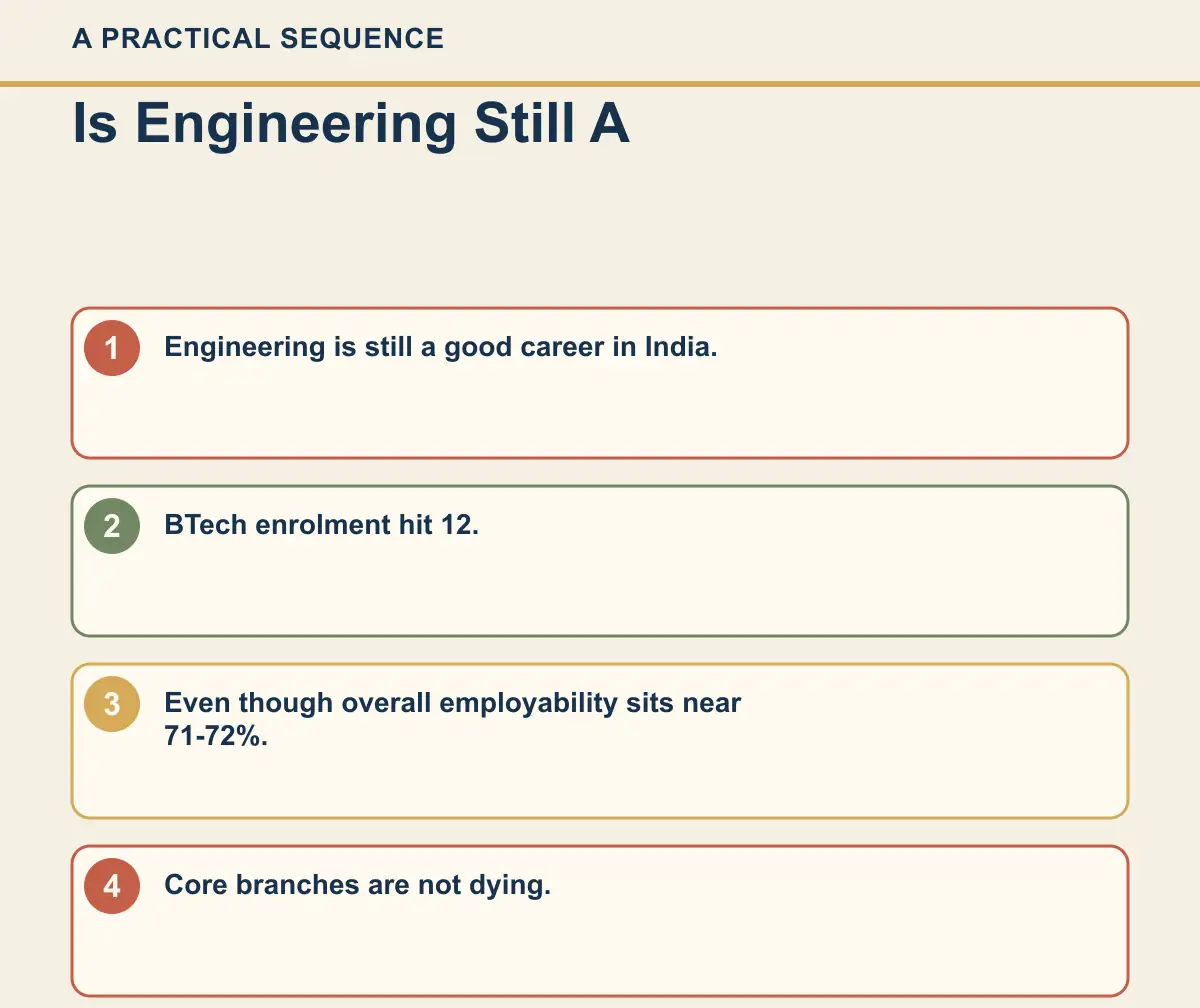 A PRACTICAL SEQUENCE
Is Engineering Still A
1
Engineering is still a good career in India.
2
BTech enrolment hit 12.
3
Even though overall employability sits near
71-72%.
4
Core branches are not dying.